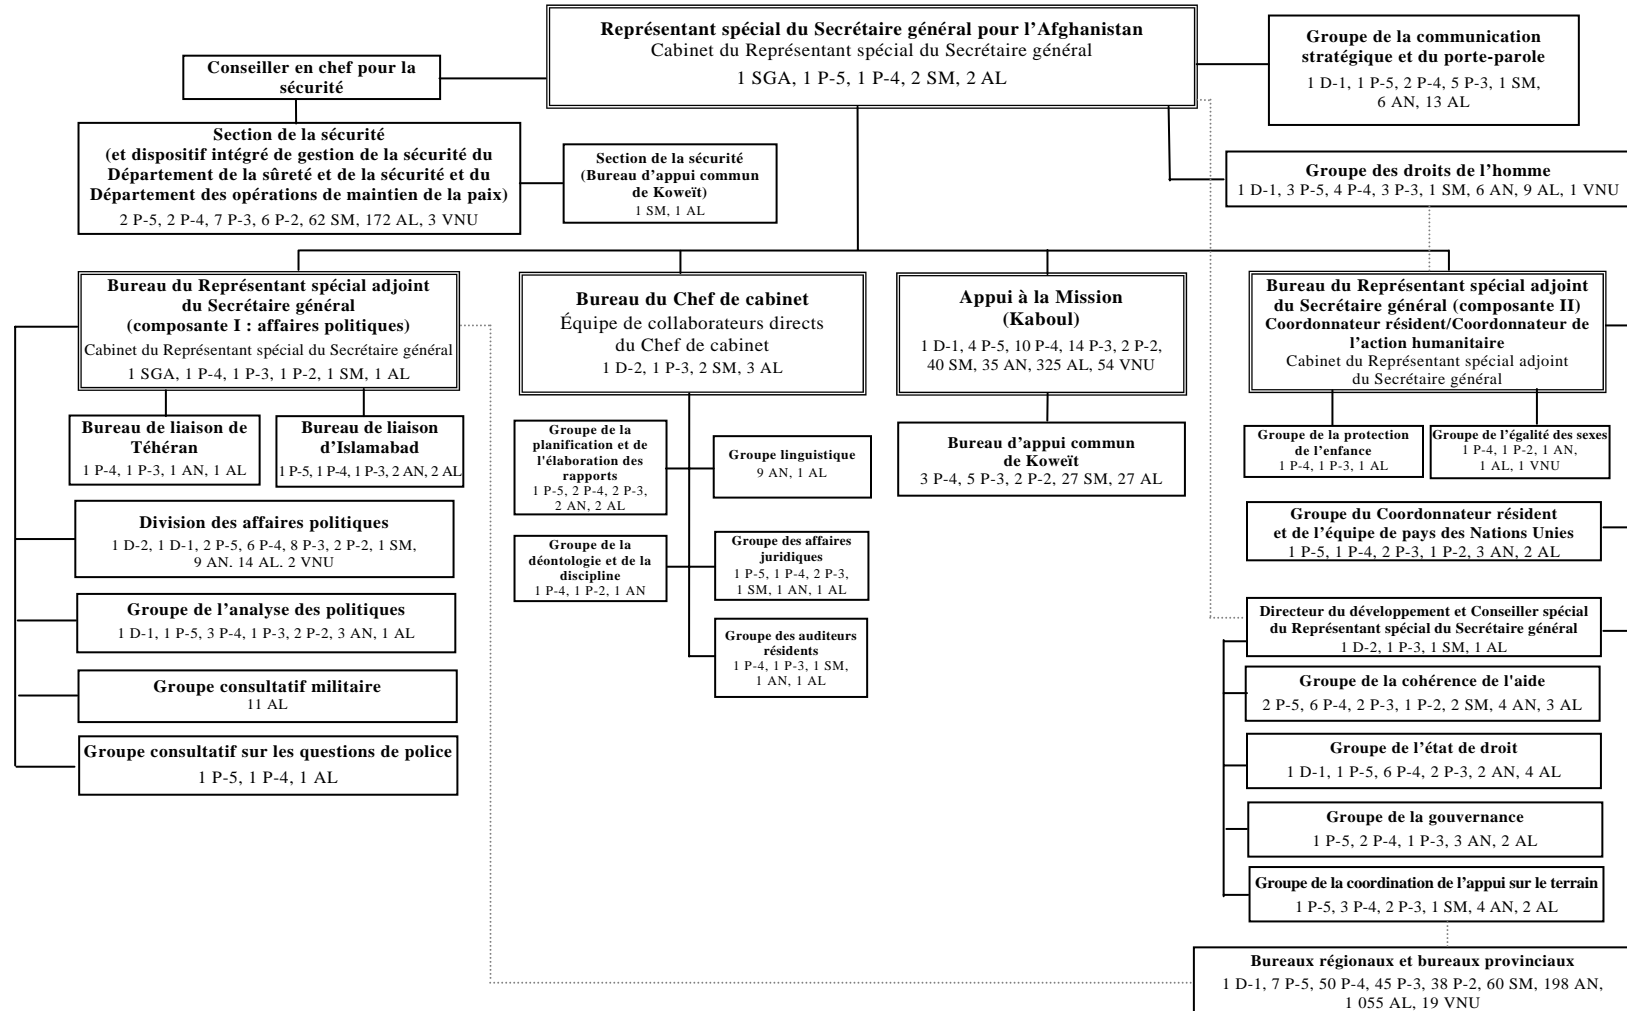 Représentant spécial du Secrétaire général pour l'Afghanistan
Cabinet du Représentant spécial du Secrétaire général
1 SGA, 1 P-5, 1 P-4, 2 SM, 2 AL
Groupe de la communication
stratégique et du porte-parole
1 D-1, 1 P-5, 2 P-4, 5 P-3, 1 SM,
6 AN, 13 AL
Conseiller en chef pour la
sécurité
Section de la sécurité
(et dispositif intégré de gestion de la sécurité du
Département de la sûreté et de la sécurité et du
Département des opérations de maintien de la paix)
2 P-5, 2 P-4, 7 P-3, 6 P-2, 62 SM, 172 AL, 3 VNU
Section de la sécurité
(Bureau d'appui commun
de Koweït)
1 SM, 1 AL
Groupe des droits de l'homme
1 D-1, 3 P-5, 4 P-4, 3 P-3, 1 SM, 6 AN, 9 AL, 1 VNU
Bureau du Représentant spécial adjoint
du Secrétaire général
(composante I : affaires politiques)
Cabinet du Représentant spécial du Secrétaire général
1 SGA, 1 P-4, 1 P-3, 1 P-2, 1 SM, 1 AL
Bureau du Chef de cabinet
Équipe de collaborateurs directs
du Chef de cabinet
1 D-2, 1 P-3, 2 SM, 3 AL
Appui à la Mission
(Kaboul)
1 D-1, 4 P-5, 10 P-4, 14 P-3, 2 P-2,
40 SM, 35 AN, 325 AL, 54 VNU
Bureau du Représentant spécial adjoint
du Secrétaire général (composante II)
Coordonnateur résident/Coordonnateur de
l'action humanitaire
Cabinet du Représentant spécial adjoint
du Secrétaire général
Bureau de liaison de
Téhéran
1 P-4, 1 P-3, 1 AN, 1 AL
Bureau de liaison
d'Islamabad
1 P-5, 1 P-4, 1 P-3, 2 AN, 2 AL
Groupe de la
planification et de
l'élaboration des
rapports
1 P-5, 2 P-4, 2 P-3,
2 AN, 2 AL
Groupe linguistique
9 AN, 1 AL
Bureau d'appui commun
de Koweït
3 P-4, 5 P-3, 2 P-2, 27 SM, 27 AL
Groupe de la protection
de l'enfance
1 P-4, 1 P-3, 1 AL
Groupe de l'égalité des sexes
1 P-4, 1 P-2, 1 AN,
1 AL, 1 VNU
Division des affaires politiques
1 D-2, 1 D-1, 2 P-5, 6 P-4, 8 P-3, 2 P-2, 1 SM,
9 AN. 14 AL. 2 VNU
Groupe de la
déontologie et de la
discipline
1 P-4, 1 P-2, 1 AN
Groupe des affaires
juridiques
1 P-5, 1 P-4, 2 P-3,
1 SM, 1 AN, 1 AL
Groupe du Coordonnateur résident
et de l'équipe de pays des Nations Unies
1 P-5, 1 P-4, 2 P-3, 1 P-2, 3 AN, 2 AL
Groupe de l'analyse des politiques
1 D-1, 1 P-5, 3 P-4, 1 P-3, 2 P-2, 3 AN, 1 AL
Groupe des auditeurs
résidents
1 P-4, 1 P-3, 1 SM,
1 AN, 1 AL
Directeur du développement et Conseiller spécial
du Représentant spécial du Secrétaire général
1 D-2, 1 P-3, 1 SM, 1 AL
Groupe consultatif militaire
11 AL
Groupe de la cohérence de l'aide
2 P-5, 6 P-4, 2 P-3, 1 P-2, 2 SM, 4 AN, 3 AL
Groupe consultatif sur les questions de police
1 P-5, 1 P-4, 1 AL
Groupe de l'état de droit
1 D-1, 1 P-5, 6 P-4, 2 P-3, 2 AN, 4 AL
Groupe de la gouvernance
1 P-5, 2 P-4, 1 P-3, 3 AN, 2 AL
Groupe de la coordination de l'appui sur le terrain
1 P-5, 3 P-4, 2 P-3, 1 SM, 4 AN, 2 AL
Bureaux régionaux et bureaux provinciaux
1 D-1, 7 P-5, 50 P-4, 45 P-3, 38 P-2, 60 SM, 198 AN,
1 055 AL, 19 VNU